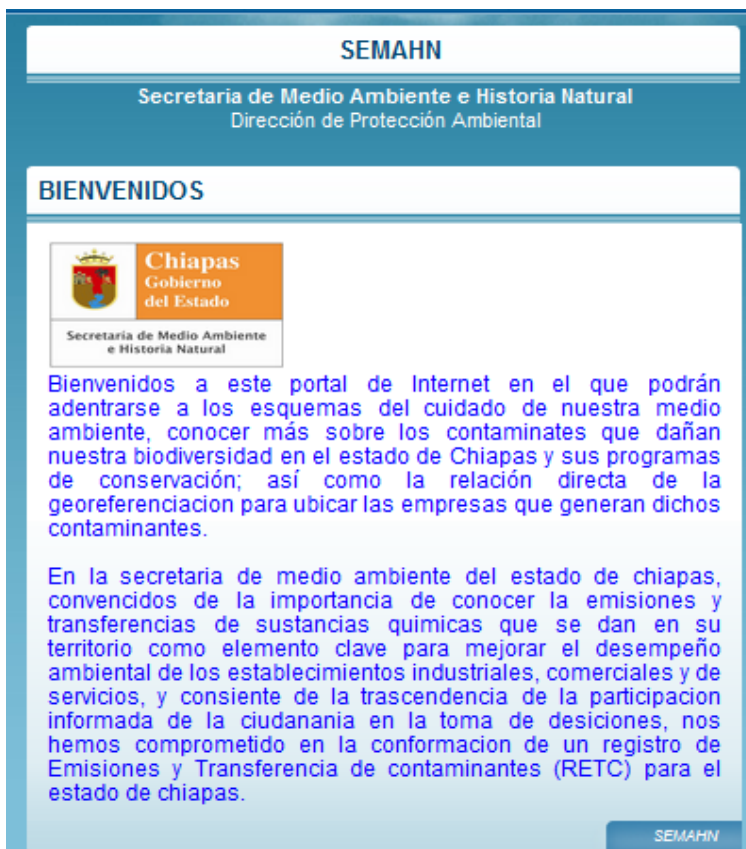 SEMAHN
Secretaria de Medio Ambiente e Historia Natural
Dirección de Protección Ambiental
BIENVENIDOS
Chiapas
Gobierno
del Estado
Secretaría de Medio Ambiente
e Historia Natural
Bienvenidos a este portal de Internet en el que podrán
adentrarse a los esquemas del cuidado de nuestra medio
ambiente, conocer más sobre los contaminates que dañan
nuestra biodiversidad en el estado de Chiapas y sus programas
de conservación; así como la relación directa de la
georeferenciacion para ubicar las empresas que generan dichos
contaminantes.
En la secretaria de medio ambiente del estado de chiapas,
convencidos de la importancia de conocer la emisiones y
transferencias de sustancias quimicas que se dan en su
territorio como elemento clave para mejorar el desempeño
ambiental de los establecimientos industriales, comerciales y de
servicios, y consiente de la trascendencia de la participacion
informada de la ciudanania en la toma de desiciones, nos
hemos comprometido en la conformacion de un registro de
Emisiones y Transferencia de contaminantes (RETC) para el
estado de chiapas.
SEMAHN